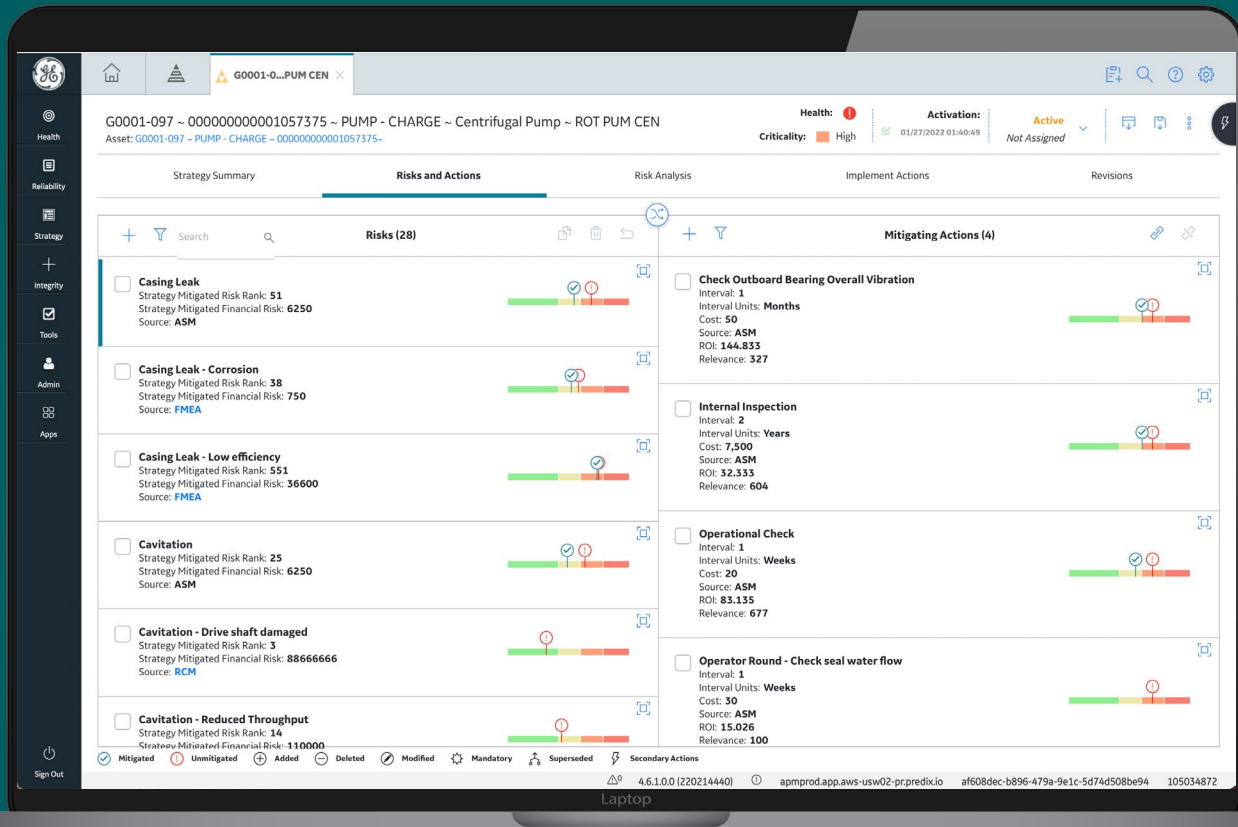 G0001-0...PUM CEN
Health
Reliability
Strategy
Integrity
Tools
Admin
Apps
Sign Out
G0001-097 ~ 000000000001057375 ~ PUMP - CHARGE ~ Centrifugal Pump ~ ROT PUM CEN
Asset: G0001-097 ~ PUMP - CHARGE ~ 000000000001057375~
Health:
Criticality: High
Activation:
01/27/2022 01:40:49
Active
Not Assigned
Strategy Summary
Risks and Actions
Risk Analysis
Implement Actions
Revisions
Search
Risks (28)
Casing Leak
Strategy Mitigated Risk Rank: 51
Strategy Mitigated Financial Risk: 6250
Source: ASM
Casing Leak - Corrosion
Strategy Mitigated Risk Rank: 38
Strategy Mitigated Financial Risk: 750
Source: FMEA
Casing Leak - Low efficiency
Strategy Mitigated Risk Rank: 551
Strategy Mitigated Financial Risk: 36600
Source: FMEA
Cavitation
Strategy Mitigated Risk Rank: 25
Strategy Mitigated Financial Risk: 6250
Source: ASM
Cavitation - Drive shaft damaged
Strategy Mitigated Risk Rank: 3
Strategy Mitigated Financial Risk: 88666666
Source: RCM
Cavitation - Reduced Throughput
Strategy Mitigated Risk Rank: 14
Strategy Mitigated Financial Risk: 110000
Mitigating Actions (4)
Check Outboard Bearing Overall Vibration
Interval: 1
Interval Units: Months
Cost: 50
Source: ASM
ROI: 144.833
Relevance: 327
Internal Inspection
Interval: 2
Interval Units: Years
Cost: 7,500
Source: ASM
ROI: 32.333
Relevance: 604
Operational Check
Interval: 1
Interval Units: Weeks
Cost: 20
Source: ASM
ROI: 83.135
Relevance: 677
Operator Round - Check seal water flow
Interval: 1
Interval Units: Weeks
Cost: 30
Source: ASM
ROI: 15.026
Relevance: 100
Mitigated Unmitigated Added Deleted Modified Mandatory Superseded Secondary Actions
0 4.6.1.0.0 (220214440) apmprod.app.aws-usw02-pr.predix.io af608dec-b896-479a-9e1c-5d74d508be94 105034872
Laptop